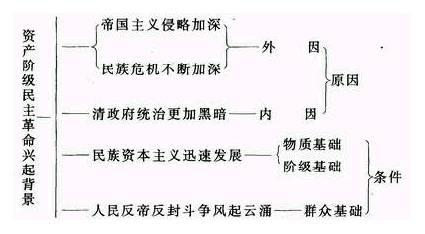 资产阶级民主革命兴起背景
帝国主义侵略加深
民族危机不断加深
外 因
清政府统治更加黑暗
内 因
原因
民族资本主义迅速发展
物质基础
阶级基础
人民反帝反封斗争风起云涌
群众基础
条件